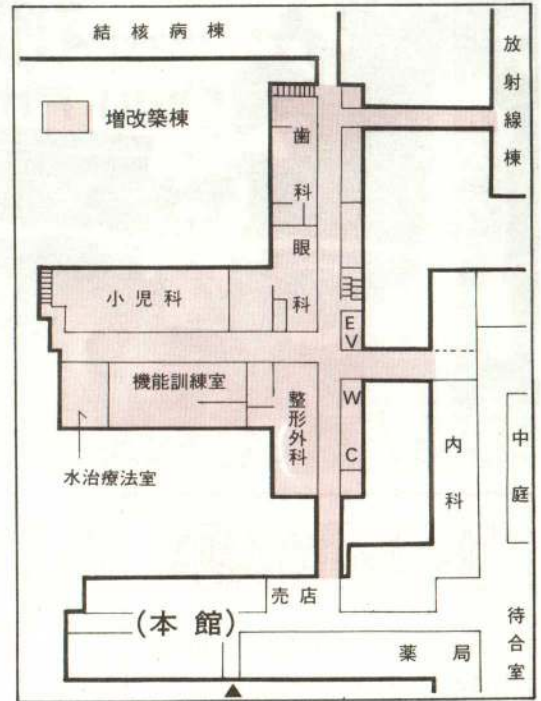 結核病棟
放射線棟
増改築棟
歯科
眼科
小児科
EV
機能訓練室
整形外科
WC
内科
中庭
水治療法室
売店
(本館)
待合室
薬局